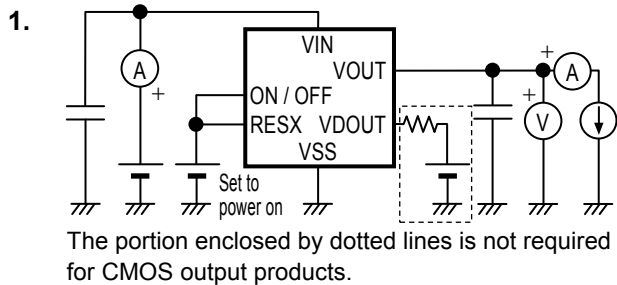 1.
VIN
VOUT
A
+
ON / OFF
RESX VDOUT
VSS
+
A
+
V
Set to
power on
The portion enclosed by dotted lines is not required
for CMOS output products.